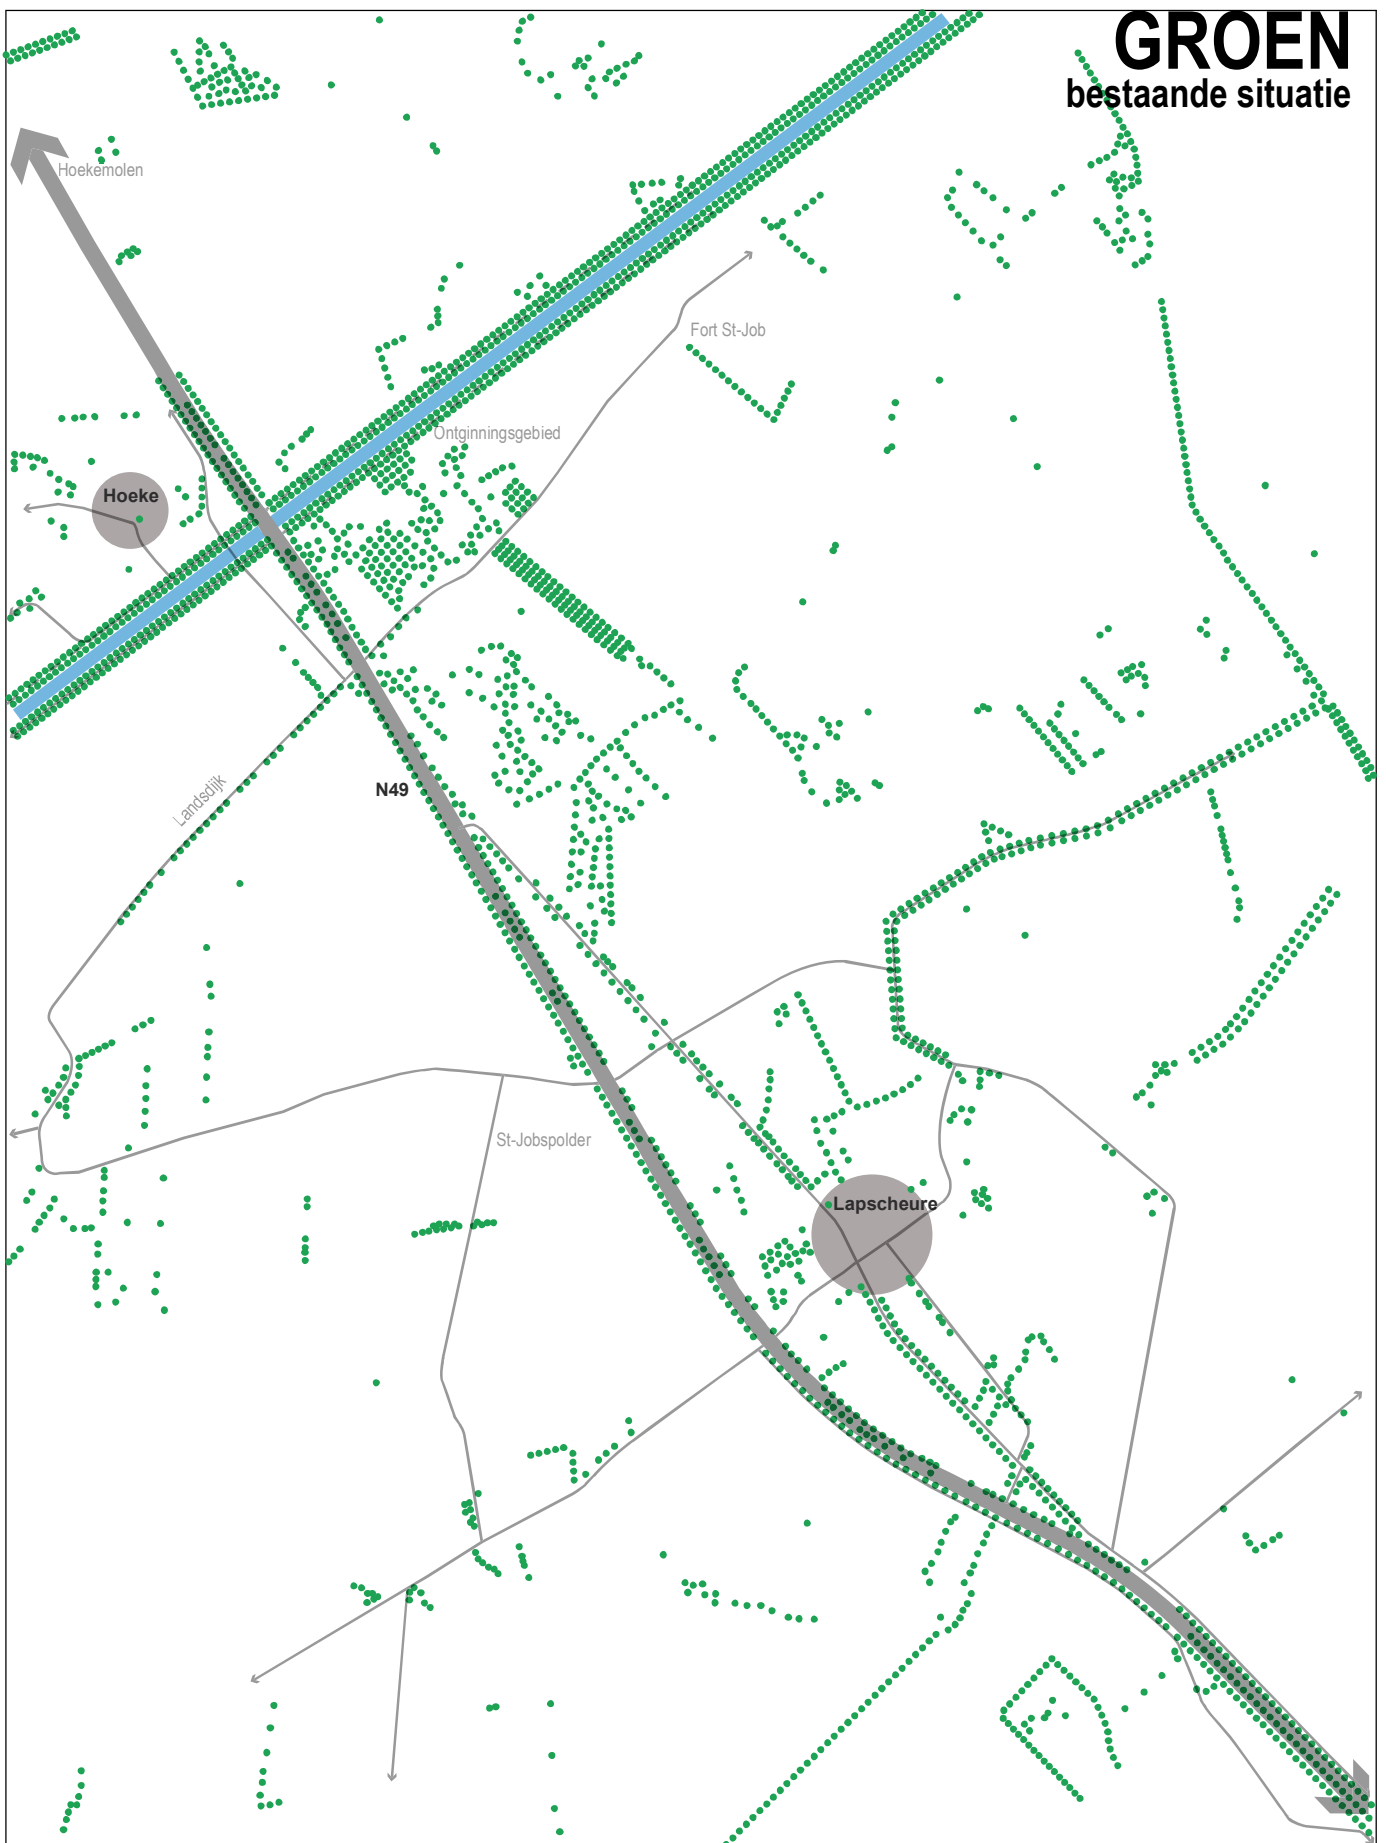 GROEN
bestaande situatie
Hoekemolen
Fort St-Job
Ontginningsgebied
Hoeke
Landsdijk
N49
St-Jobspolder
Lapscheure